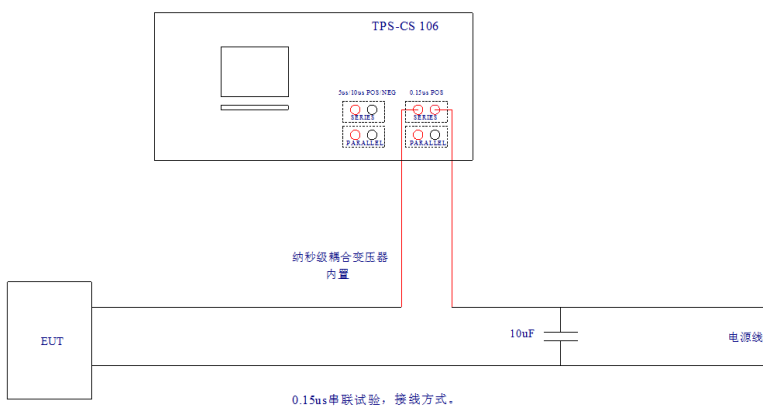 TPS-CS 106
5us/10us POS/NEG
0.15us POS
SERIES
SERIES
PARALLEL
PARALLEL
纳秒级耦合变压器
内置
EUT
10uF
电源线
0.15us串联试验，接线方式。